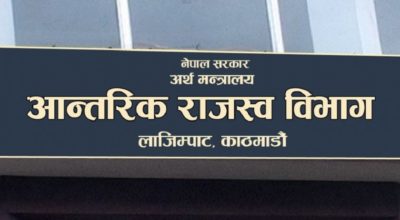 नेपाल सरकार
अर्थ मन्त्रालय
आन्तरिक राजस्व विभाग
लाजिम्पाट, काठमाडौं